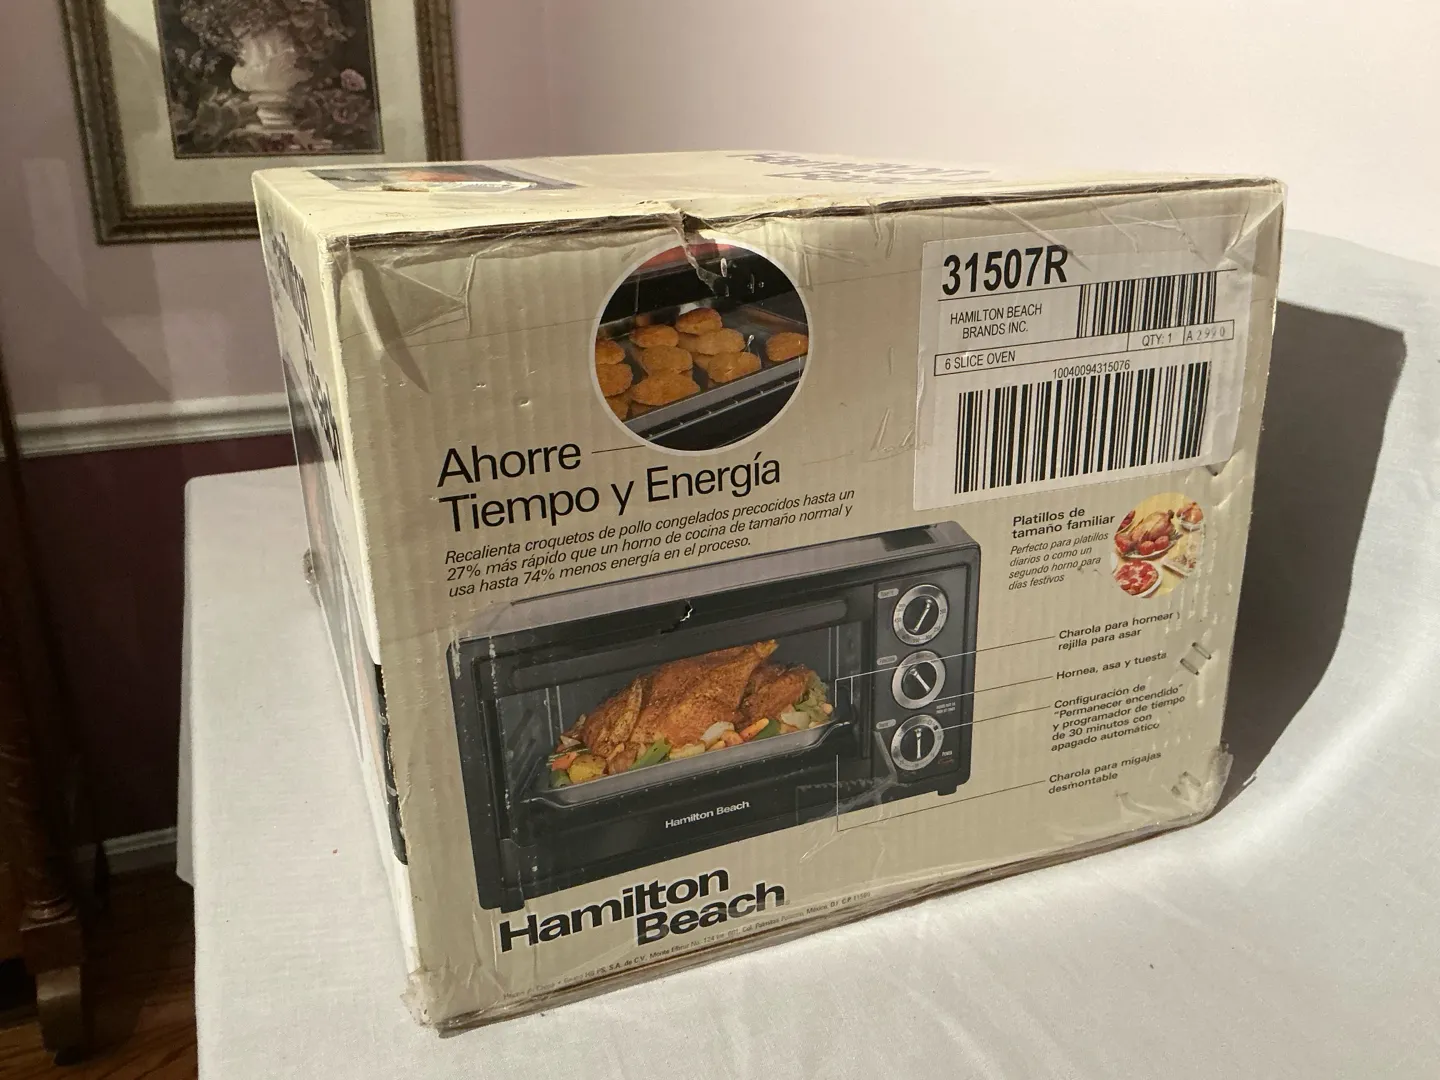 Hamilton
Beach
31507R
HAMILTON BEACH
BRANDS INC.
6 SLICE OVEN
QTY: 1
A2990
10040094315076
Ahorre
Tiempo y Energía
Recalienta croquetos de pollo congelados precocidos hasta un
27% más rápido que un horno de cocina de tamaño normal y
usa hasta 74% menos energía en el proceso.
Platillos de
tamaño familiar
Perfecto para platillos
diarios o como un
segundo horno para
días festivos
Charola para hornear y
rejilla para asar
Hornea, asa y tuesta
Configuración de
"Permanecer encendido"
y programador de tiempo
de 30 minutos con
apagado automático
Charola para migajas
desmontable
Hamilton Beach
Hamilton
Beach